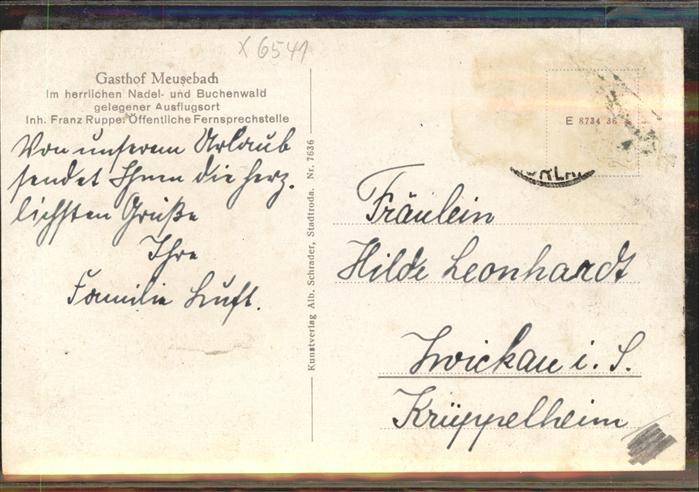 x 6541
Gasthof Meusebach
Im herrlichen Nadel- und Buchenwald
gelegener Ausflugsort
Inh. Franz Ruppe. Öffentliche Fernsprechstelle
Von unserem Urlaub
sendet Ihnen die herz-
lichsten Grüße
Ihre
Familie Luft.
Kunstverlag Alb. Schrader, Stadtroda. Nr. 7636
E 8734 36
Fräulein
Hilde Leonhardt
Zwickau i. S.
Krüppelheim